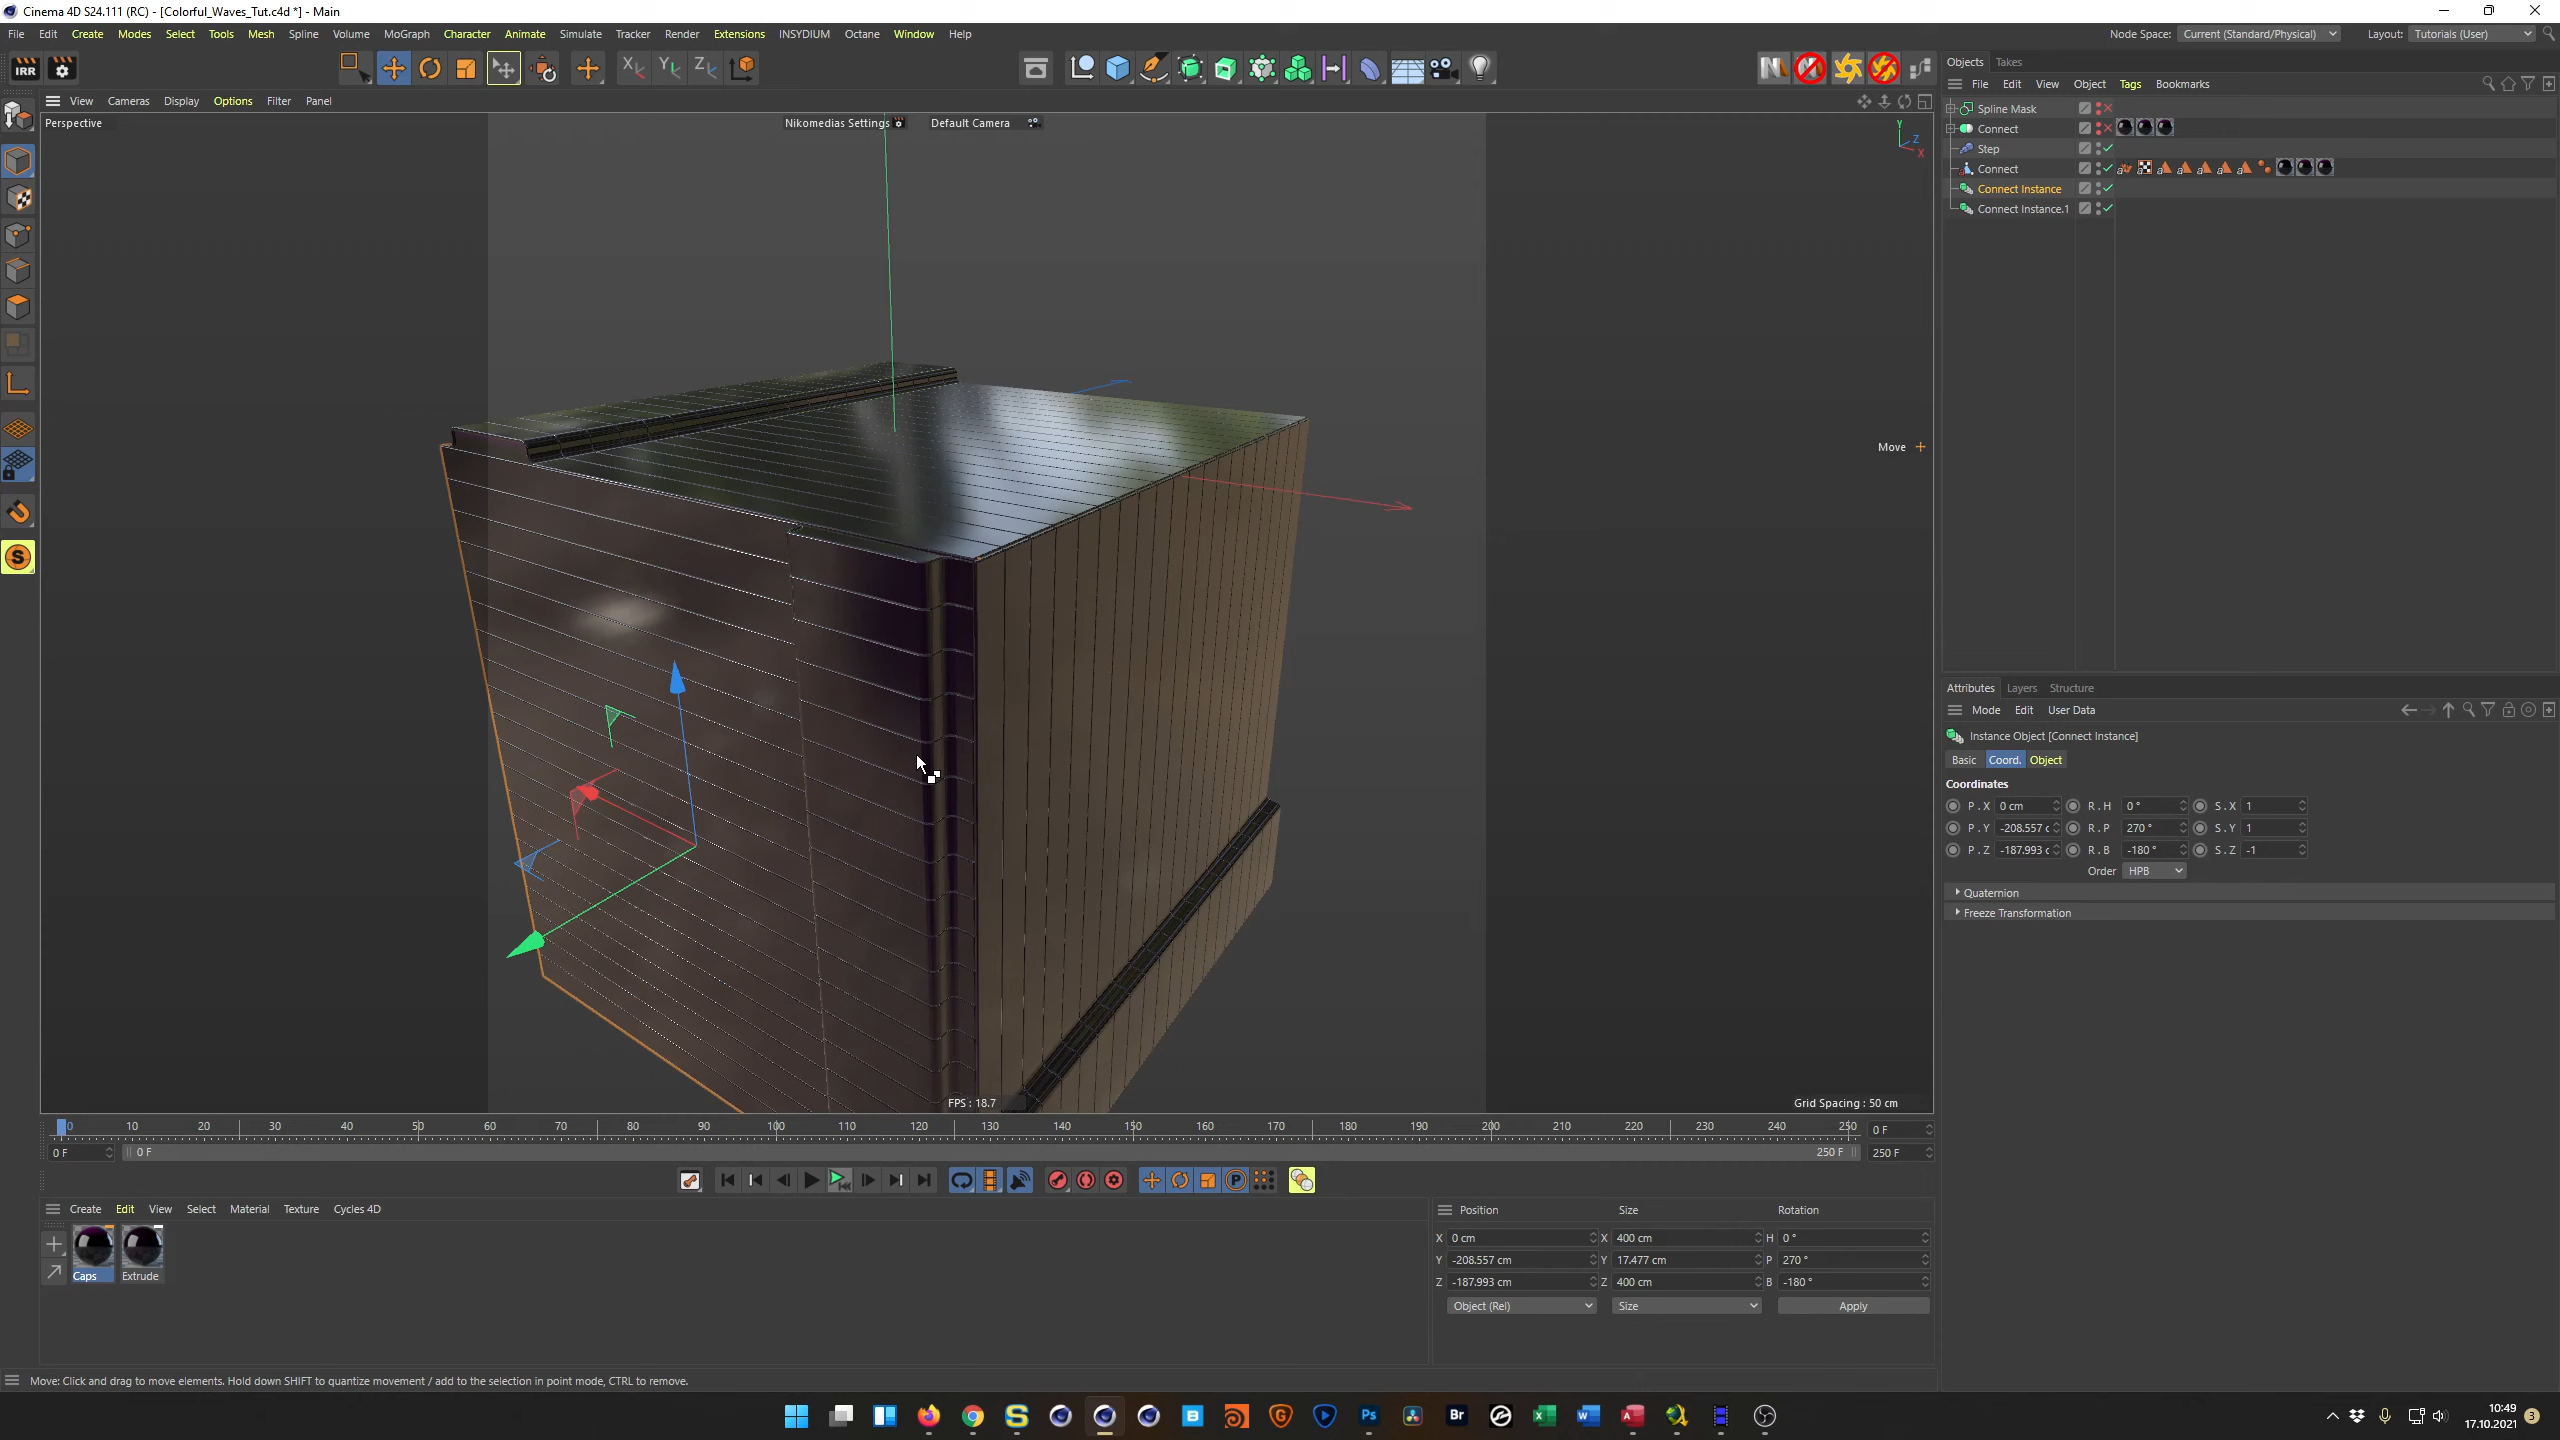 Cinema 4D S24.111 (RC) - [Colorful_Waves_Tut.c4d *] - Main
File Edit Create Modes Select Tools Mesh Spline Volume MoGraph Character Animate Simulate Tracker Render Extensions INSYDIUM Octane Window Help
Node Space: Current (Standard/Physical) Layout: Tutorials (User)
IRR
Objects Takes
View Cameras Display Options Filter Panel
File Edit View Object Tags Bookmarks
Perspective
Nikomedias Settings
Default Camera
Y
Z
X
Spline Mask
Connect
Step
Connect
Connect Instance
Connect Instance.1
Move
Attributes Layers Structure
Mode Edit User Data
Instance Object [Connect Instance]
Basic Coord. Object
Coordinates
P . X 0 cm R . H 0 ° S . X 1
P . Y -208.557 c R . P 270 ° S . Y 1
P . Z -187.993 c R . B -180 ° S . Z -1
Order HPB
Quaternion
Freeze Transformation
FPS : 18.7
Grid Spacing : 50 cm
0 10 20 30 40 50 60 70 80 90 100 110 120 130 140 150 160 170 180 190 200 210 220 230 240 250 0 F
0 F 0 F 250 F 250 F
Create Edit View Select Material Texture Cycles 4D
Caps Extrude
Position Size Rotation
X 0 cm X 400 cm H 0 °
Y -208.557 cm Y 17.477 cm P 270 °
Z -187.993 cm Z 400 cm B -180 °
Object (Rel) Size Apply
Move: Click and drag to move elements. Hold down SHIFT to quantize movement / add to the selection in point mode, CTRL to remove.
10:49
17.10.2021
3